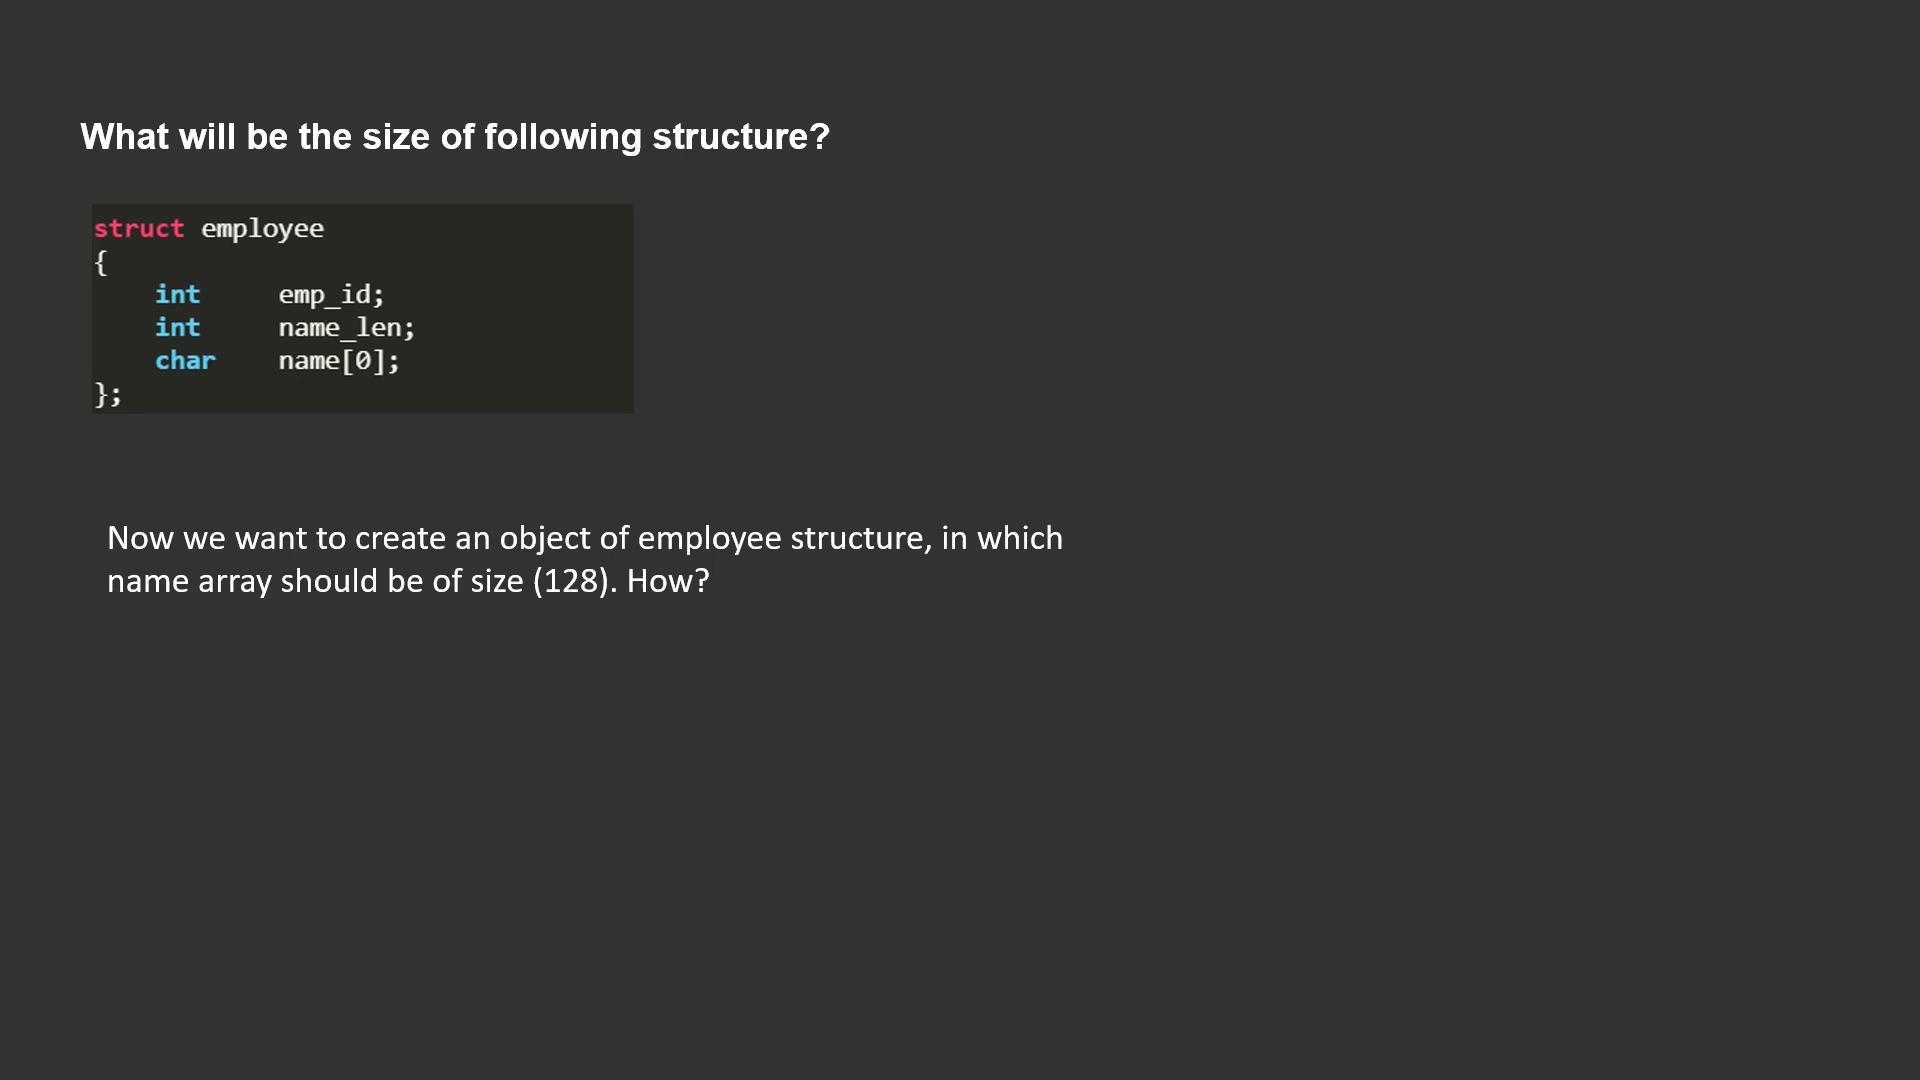 What will be the size of following structure?
struct employee
{
    int     emp_id;
    int     name_len;
    char    name[0];
};
Now we want to create an object of employee structure, in which
name array should be of size (128). How?